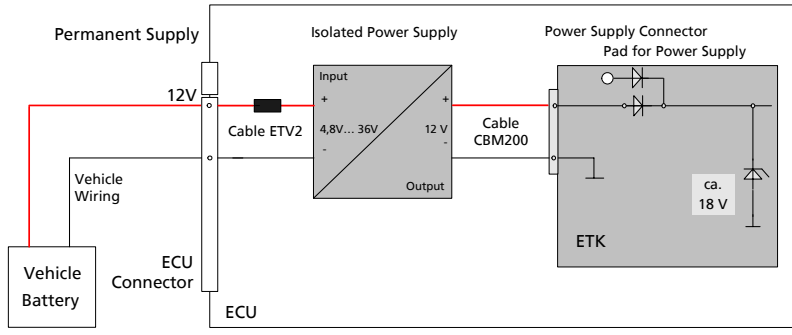 Permanent Supply
Isolated Power Supply
Power Supply Connector
Pad for Power Supply
Input
+
+
12V
4,8V... 36V
12 V
-
-
Cable ETV2
Cable
CBM200
Output
Vehicle
Wiring
ca.
18 V
ETK
Vehicle
Battery
ECU
Connector
ECU